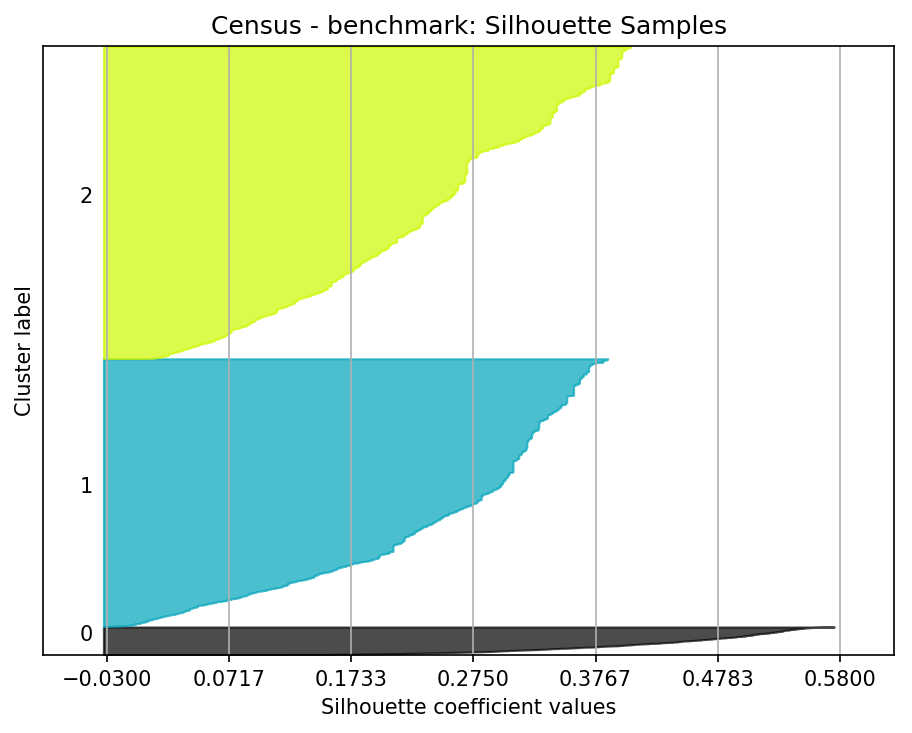 Census - benchmark: Silhouette Samples
2
1
0
Cluster label
−0.0300 0.0717 0.1733 0.2750 0.3767 0.4783 0.5800
Silhouette coefficient values